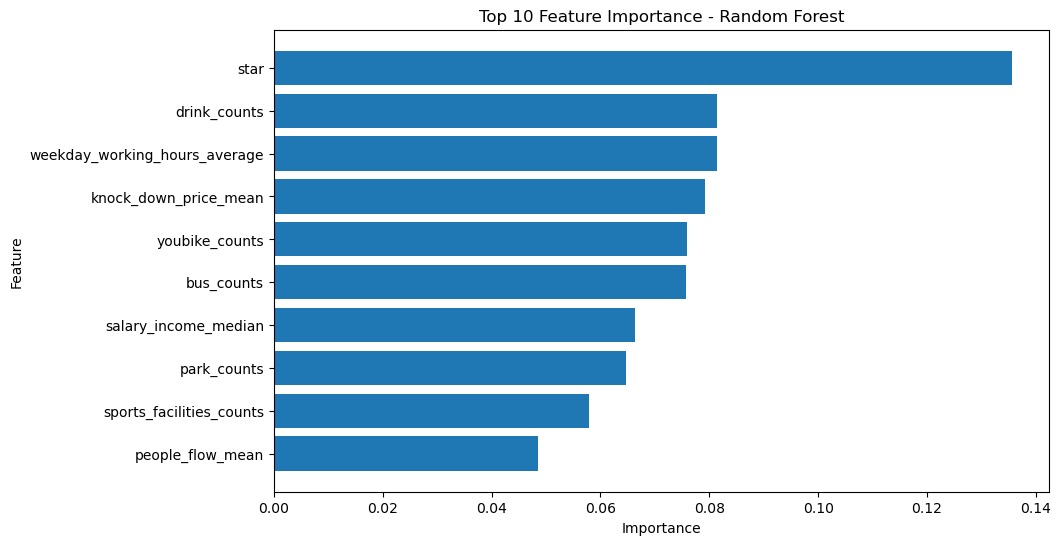 Top 10 Feature Importance - Random Forest
star
drink_counts
weekday_working_hours_average
knock_down_price_mean
youbike_counts
bus_counts
salary_income_median
park_counts
sports_facilities_counts
people_flow_mean
Feature
0.00 0.02 0.04 0.06 0.08 0.10 0.12 0.14
Importance